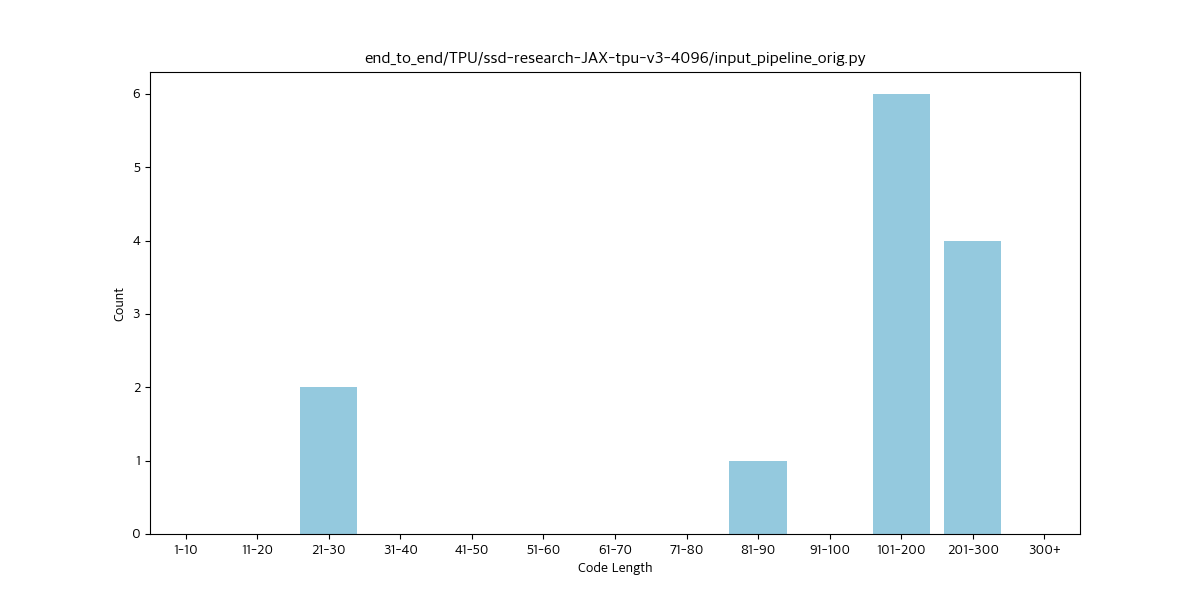 end_to_end/TPU/ssd-research-JAX-tpu-v3-4096/input_pipeline_orig.py
6
5
4
3
2
1
0
Count
1-10 11-20 21-30 31-40 41-50 51-60 61-70 71-80 81-90 91-100 101-200 201-300 300+
Code Length